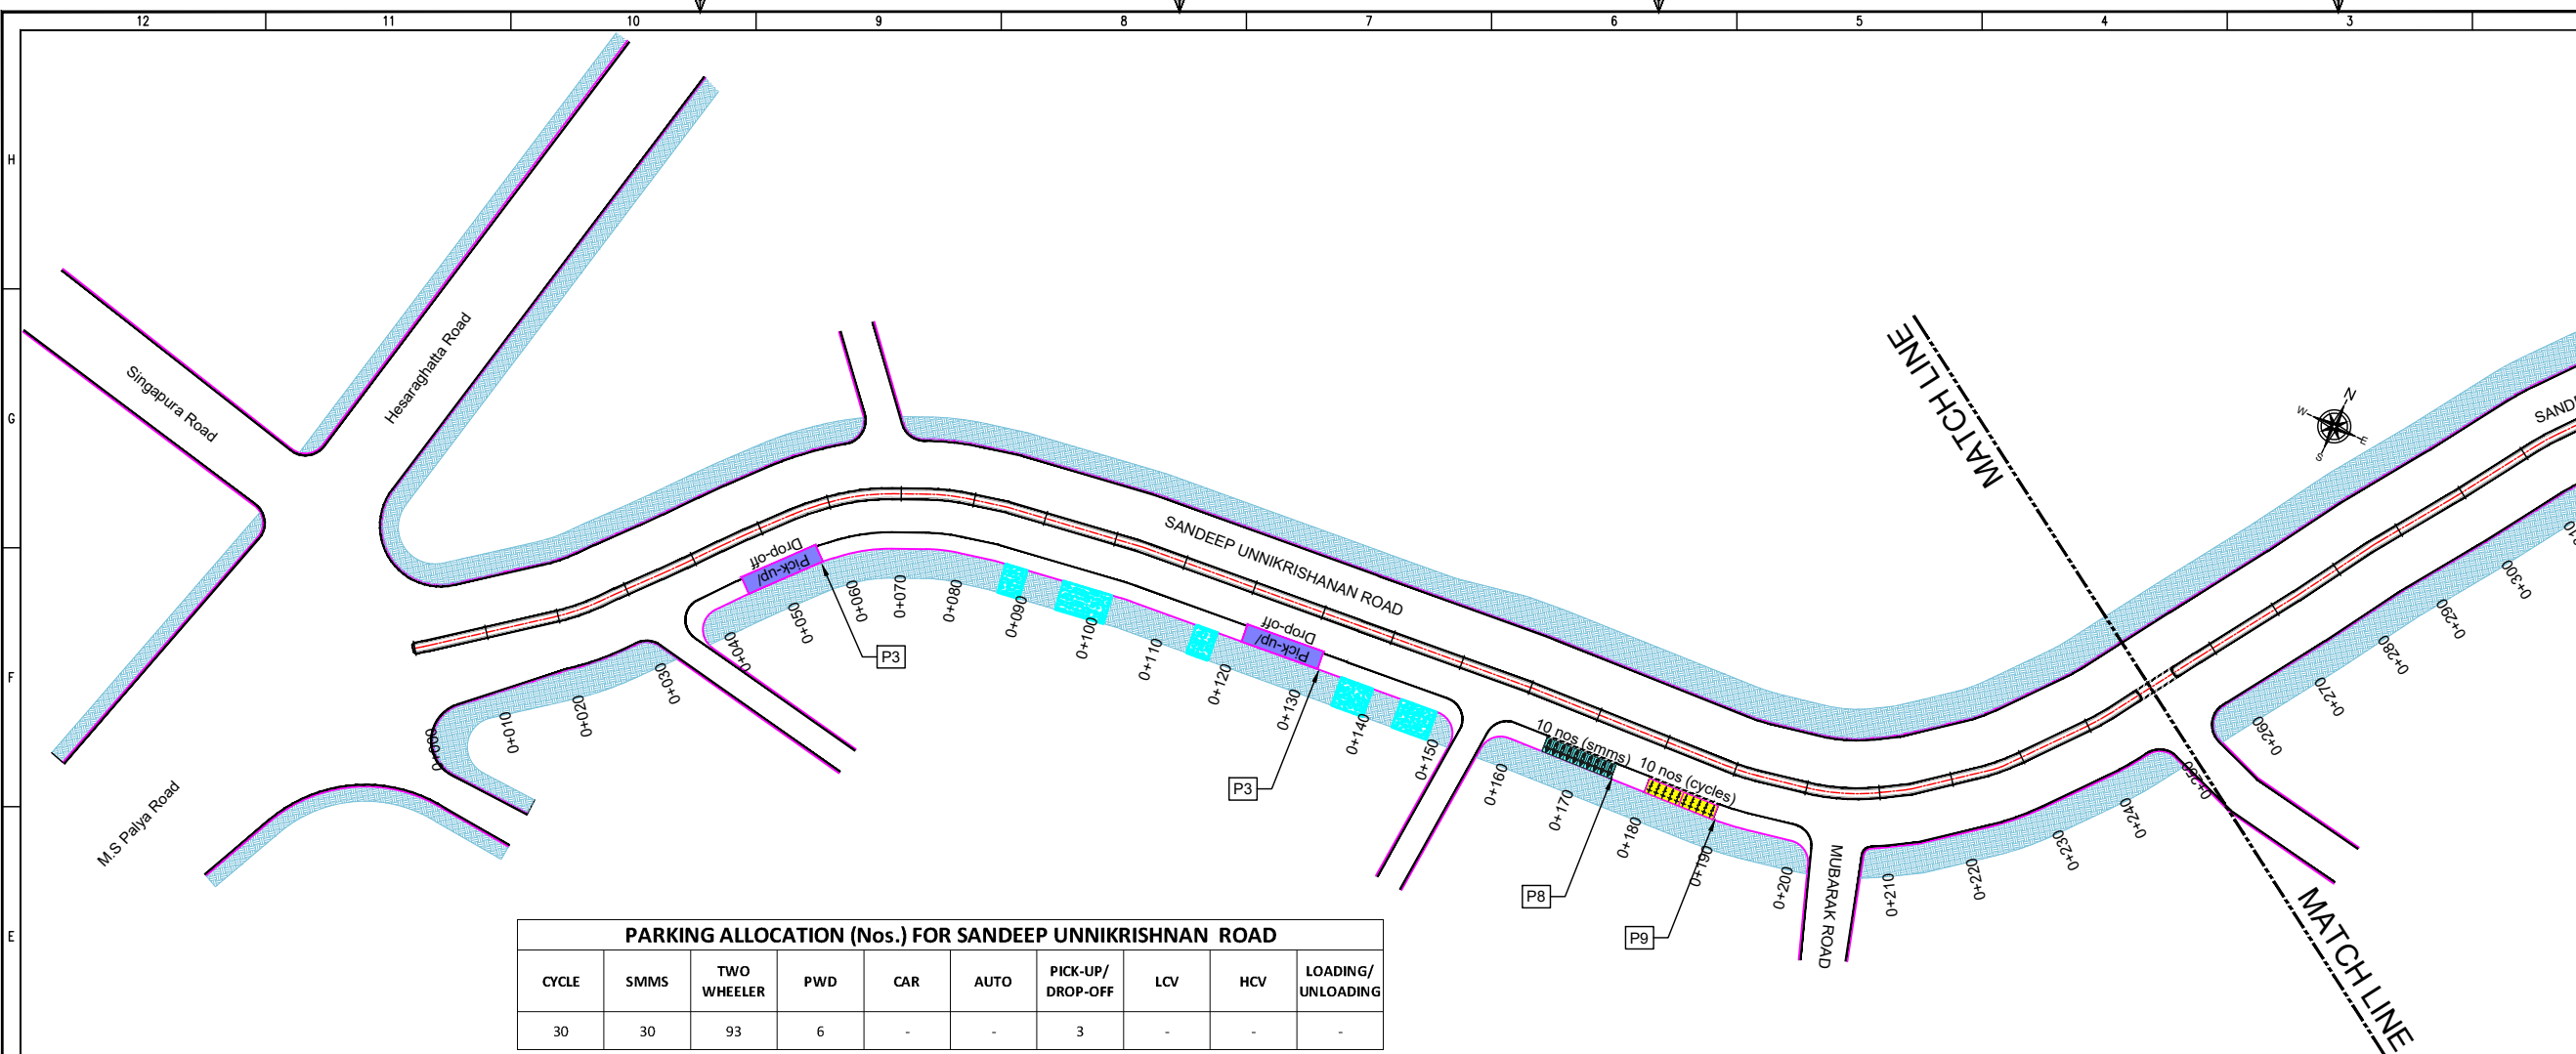 12 11 10 9 8 7 6 5 4 3
H
G
F
E
Singapura Road
Hesaraghatta Road
M.S Palya Road
SANDEEP UNNIKRISHANAN ROAD
MUBARAK ROAD
MATCH LINE
MATCH LINE
N
W
E
S
SAND
Pick-up/
Drop-off
P3
Pick-up/
Drop-off
P3
10 nos (smms)
P8
10 nos (cycles)
P9
0+000
0+010
0+020
0+030
0+040
0+050
0+060
0+070
0+080
0+090
0+100
0+110
0+120
0+130
0+140
0+150
0+160
0+170
0+180
0+190
0+200
0+210
0+220
0+230
0+240
0+250
0+260
0+270
0+280
0+290
0+300
PARKING ALLOCATION (Nos.) FOR SANDEEP UNNIKRISHNAN ROAD
CYCLE SMMS TWO WHEELER PWD CAR AUTO PICK-UP/ DROP-OFF LCV HCV LOADING/ UNLOADING
30 30 93 6 - - 3 - - -